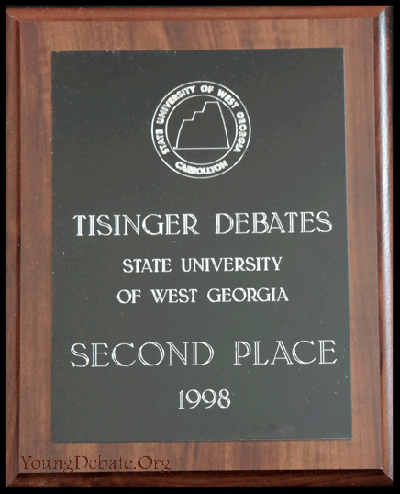 STATE UNIVERSITY OF WEST GEORGIA
CARROLLTON
TISINGER DEBATES
STATE UNIVERSITY
OF WEST GEORGIA
SECOND PLACE
1998
YoungDebate.Org